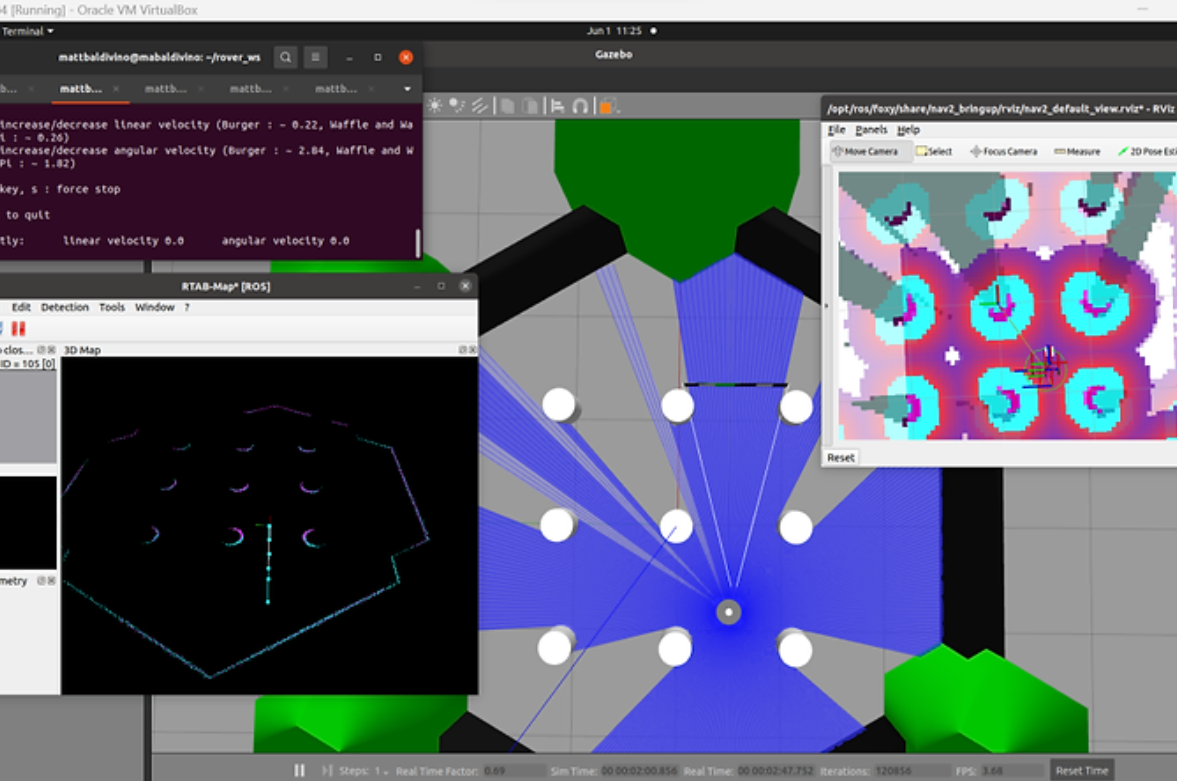 4 [Running] - Oracle VM VirtualBox
Terminal
Jun 1 11:25
mattbaldivino@mabaldivino: ~/rover_ws
Gazebo
b...
mattb...
mattb...
mattb...
mattb...
increase/decrease linear velocity (Burger : ~ 0.22, Waffle and Wa
i : ~ 0.26)
increase/decrease angular velocity (Burger : ~ 2.84, Waffle and W
Pi : ~ 1.82)
key, s : force stop
to quit
tly: linear velocity 0.0 angular velocity 0.0
/opt/ros/foxy/share/nav2_bringup/rviz/nav2_default_view.rviz* - RViz
File Panels Help
Move Camera Select Focus Camera Measure 2D Pose Esti
Reset
RTAB-Map* [ROS]
Edit Detection Tools Window ?
clos...
ID = 105 [0]
3D Map
metry
Steps: 1 Real Time Factor: 0.69 Sim Time: 00 00:02:00.856 Real Time: 00 00:02:47.752 Iterations: 120856 FPS: 3.68 Reset Time